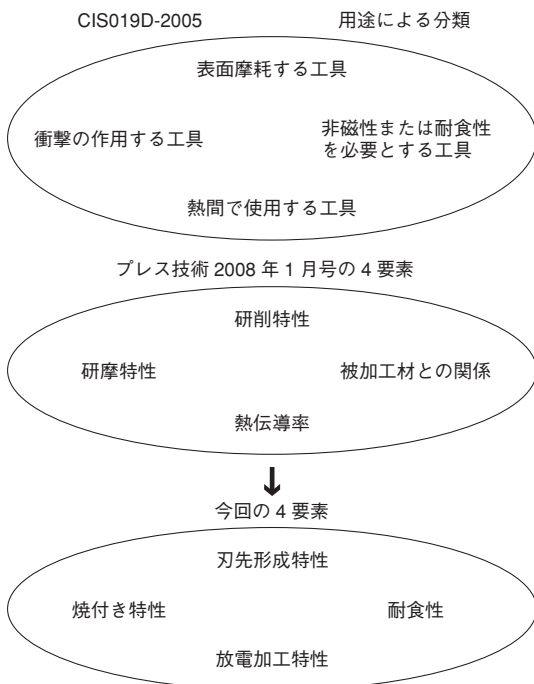 CIS019D-2005 用途による分類
表面摩耗する工具
衝撃の作用する工具
非磁性または耐食性
を必要とする工具
熱間で使用する工具
プレス技術 2008 年 1 月号の 4 要素
研削特性
研摩特性 被加工材との関係
熱伝導率
今回の 4 要素
刃先形成特性
焼付き特性 耐食性
放電加工特性